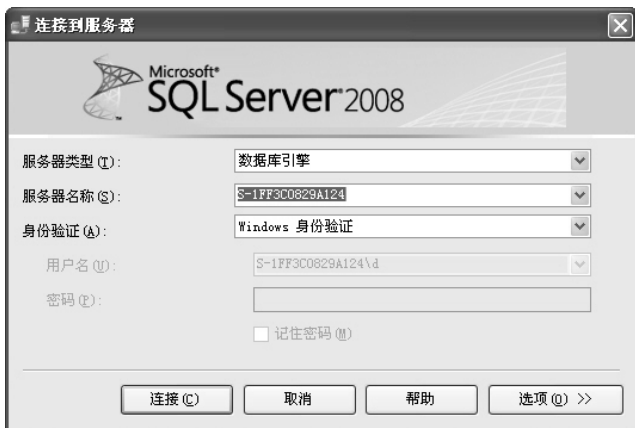 连接到服务器
Microsoft®
SQL Server® 2008
服务器类型(T): 数据库引擎
服务器名称(S): S-1FF3C0829A124
身份验证(A): Windows 身份验证
用户名(U): S-1FF3C0829A124\d
密码(P):
记住密码(M)
连接(C) 取消 帮助 选项(O) >>